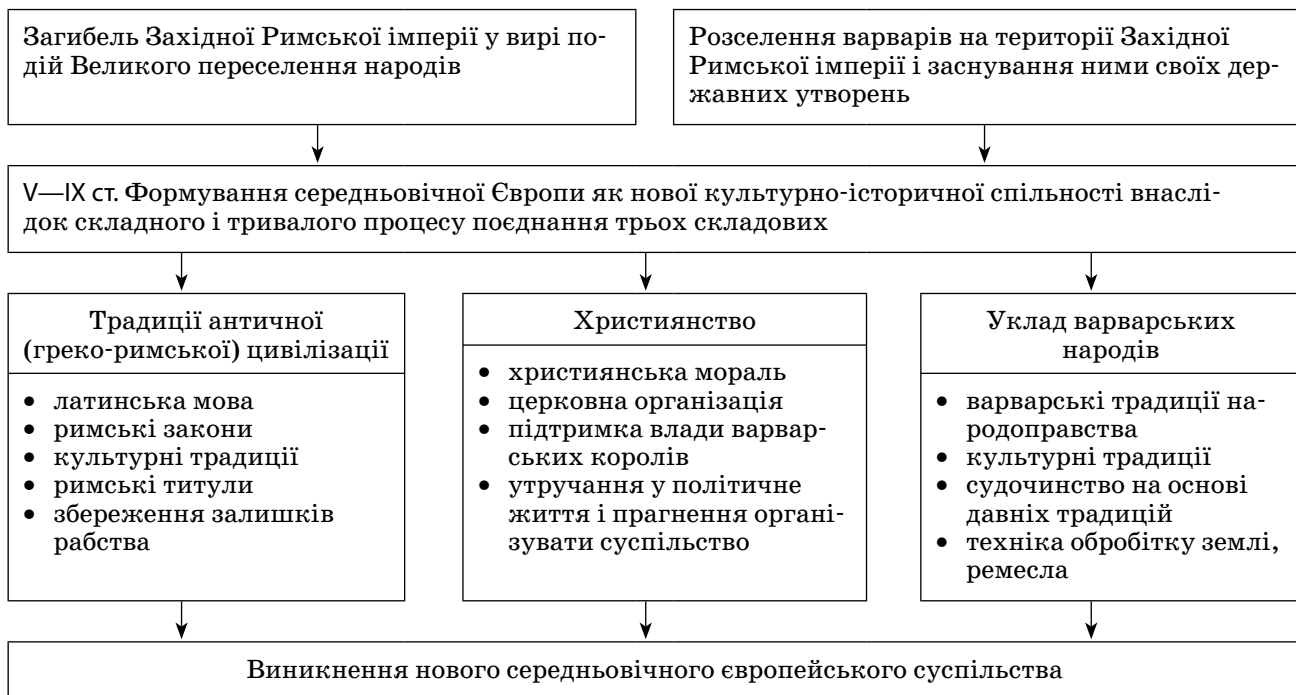 Загибель Західної Римської імперії у вирі по-
дій Великого переселення народів
Розселення варварів на території Західної
Римської імперії і заснування ними своїх дер-
жавних утворень
V—IX ст. Формування середньовічної Європи як нової культурно-історичної спільності внаслі-
док складного і тривалого процесу поєднання трьох складових
Традиції античної
(греко-римської) цивілізації
• латинська мова
• римські закони
• культурні традиції
• римські титули
• збереження залишків
рабства
Християнство
• християнська мораль
• церковна організація
• підтримка влади варвар-
ських королів
• утручання у політичне
життя і прагнення органі-
зувати суспільство
Уклад варварських
народів
• варварські традиції на-
родоправства
• культурні традиції
• судочинство на основі
давніх традицій
• техніка обробітку землі,
ремесла
Виникнення нового середньовічного європейського суспільства